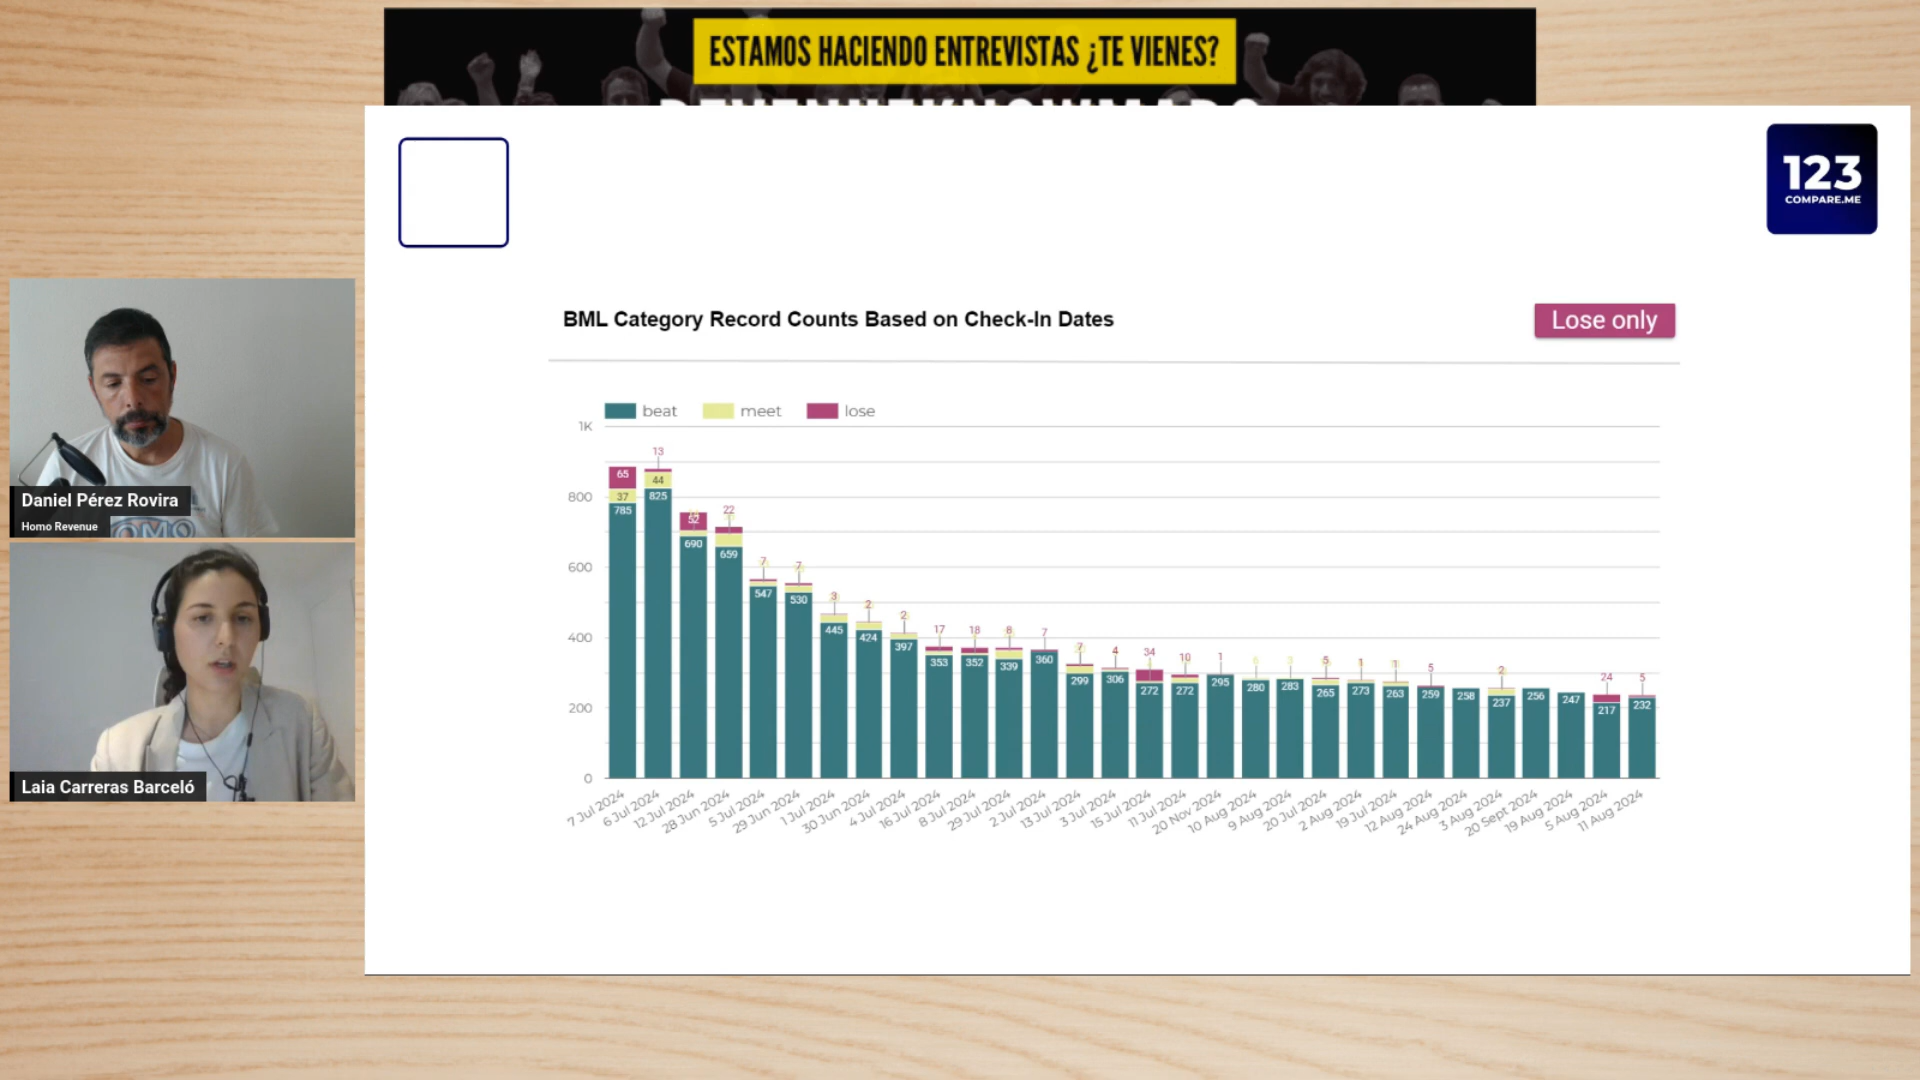 ESTAMOS HACIENDO ENTREVISTAS ¿TE VIENES?
123
COMPARE.ME
BML Category Record Counts Based on Check-In Dates
Lose only
beat meet lose
1K
800
600
400
200
0
65
37
785
13
44
825
52
690
22
659
7
547
7
530
3
445
2
424
2
397
17
353
18
352
8
339
7
360
7
299
4
306
34
272
10
272
1
295
6
280
3
283
5
265
1
273
1
263
5
259
258
2
237
256
247
24
217
5
232
7 Jul 2024
6 Jul 2024
12 Jul 2024
28 Jun 2024
5 Jul 2024
29 Jun 2024
1 Jul 2024
30 Jun 2024
4 Jul 2024
16 Jul 2024
8 Jul 2024
29 Jul 2024
2 Jul 2024
13 Jul 2024
3 Jul 2024
15 Jul 2024
11 Jul 2024
20 Nov 2024
10 Aug 2024
9 Aug 2024
20 Jul 2024
2 Aug 2024
19 Jul 2024
12 Aug 2024
24 Aug 2024
3 Aug 2024
20 Sept 2024
19 Aug 2024
5 Aug 2024
11 Aug 2024
Daniel Pérez Rovira
Homo Revenue
Laia Carreras Barceló